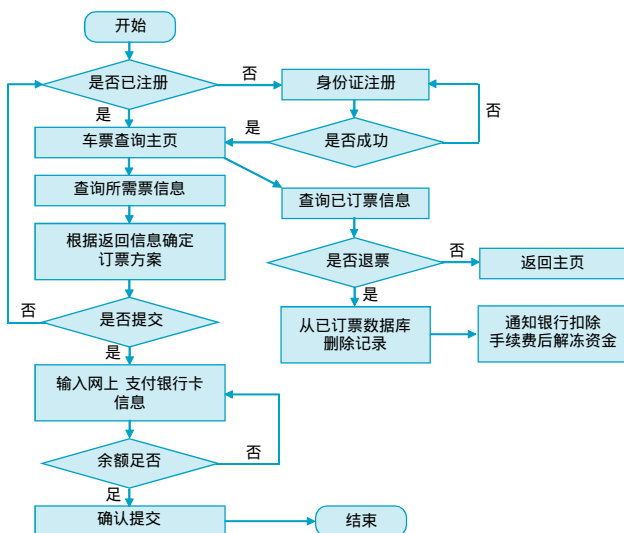 开始
是否已注册
否
身份证注册
否
是
是
车票查询主页
是否成功
查询所需票信息
查询已订票信息
根据返回信息确定
订票方案
是否退票
否
返回主页
否
是
是否提交
从已订票数据库
删除记录
通知银行扣除
手续费后解冻资金
是
输入网上 支付银行卡
信息
余额足否
否
足
确认提交
结束